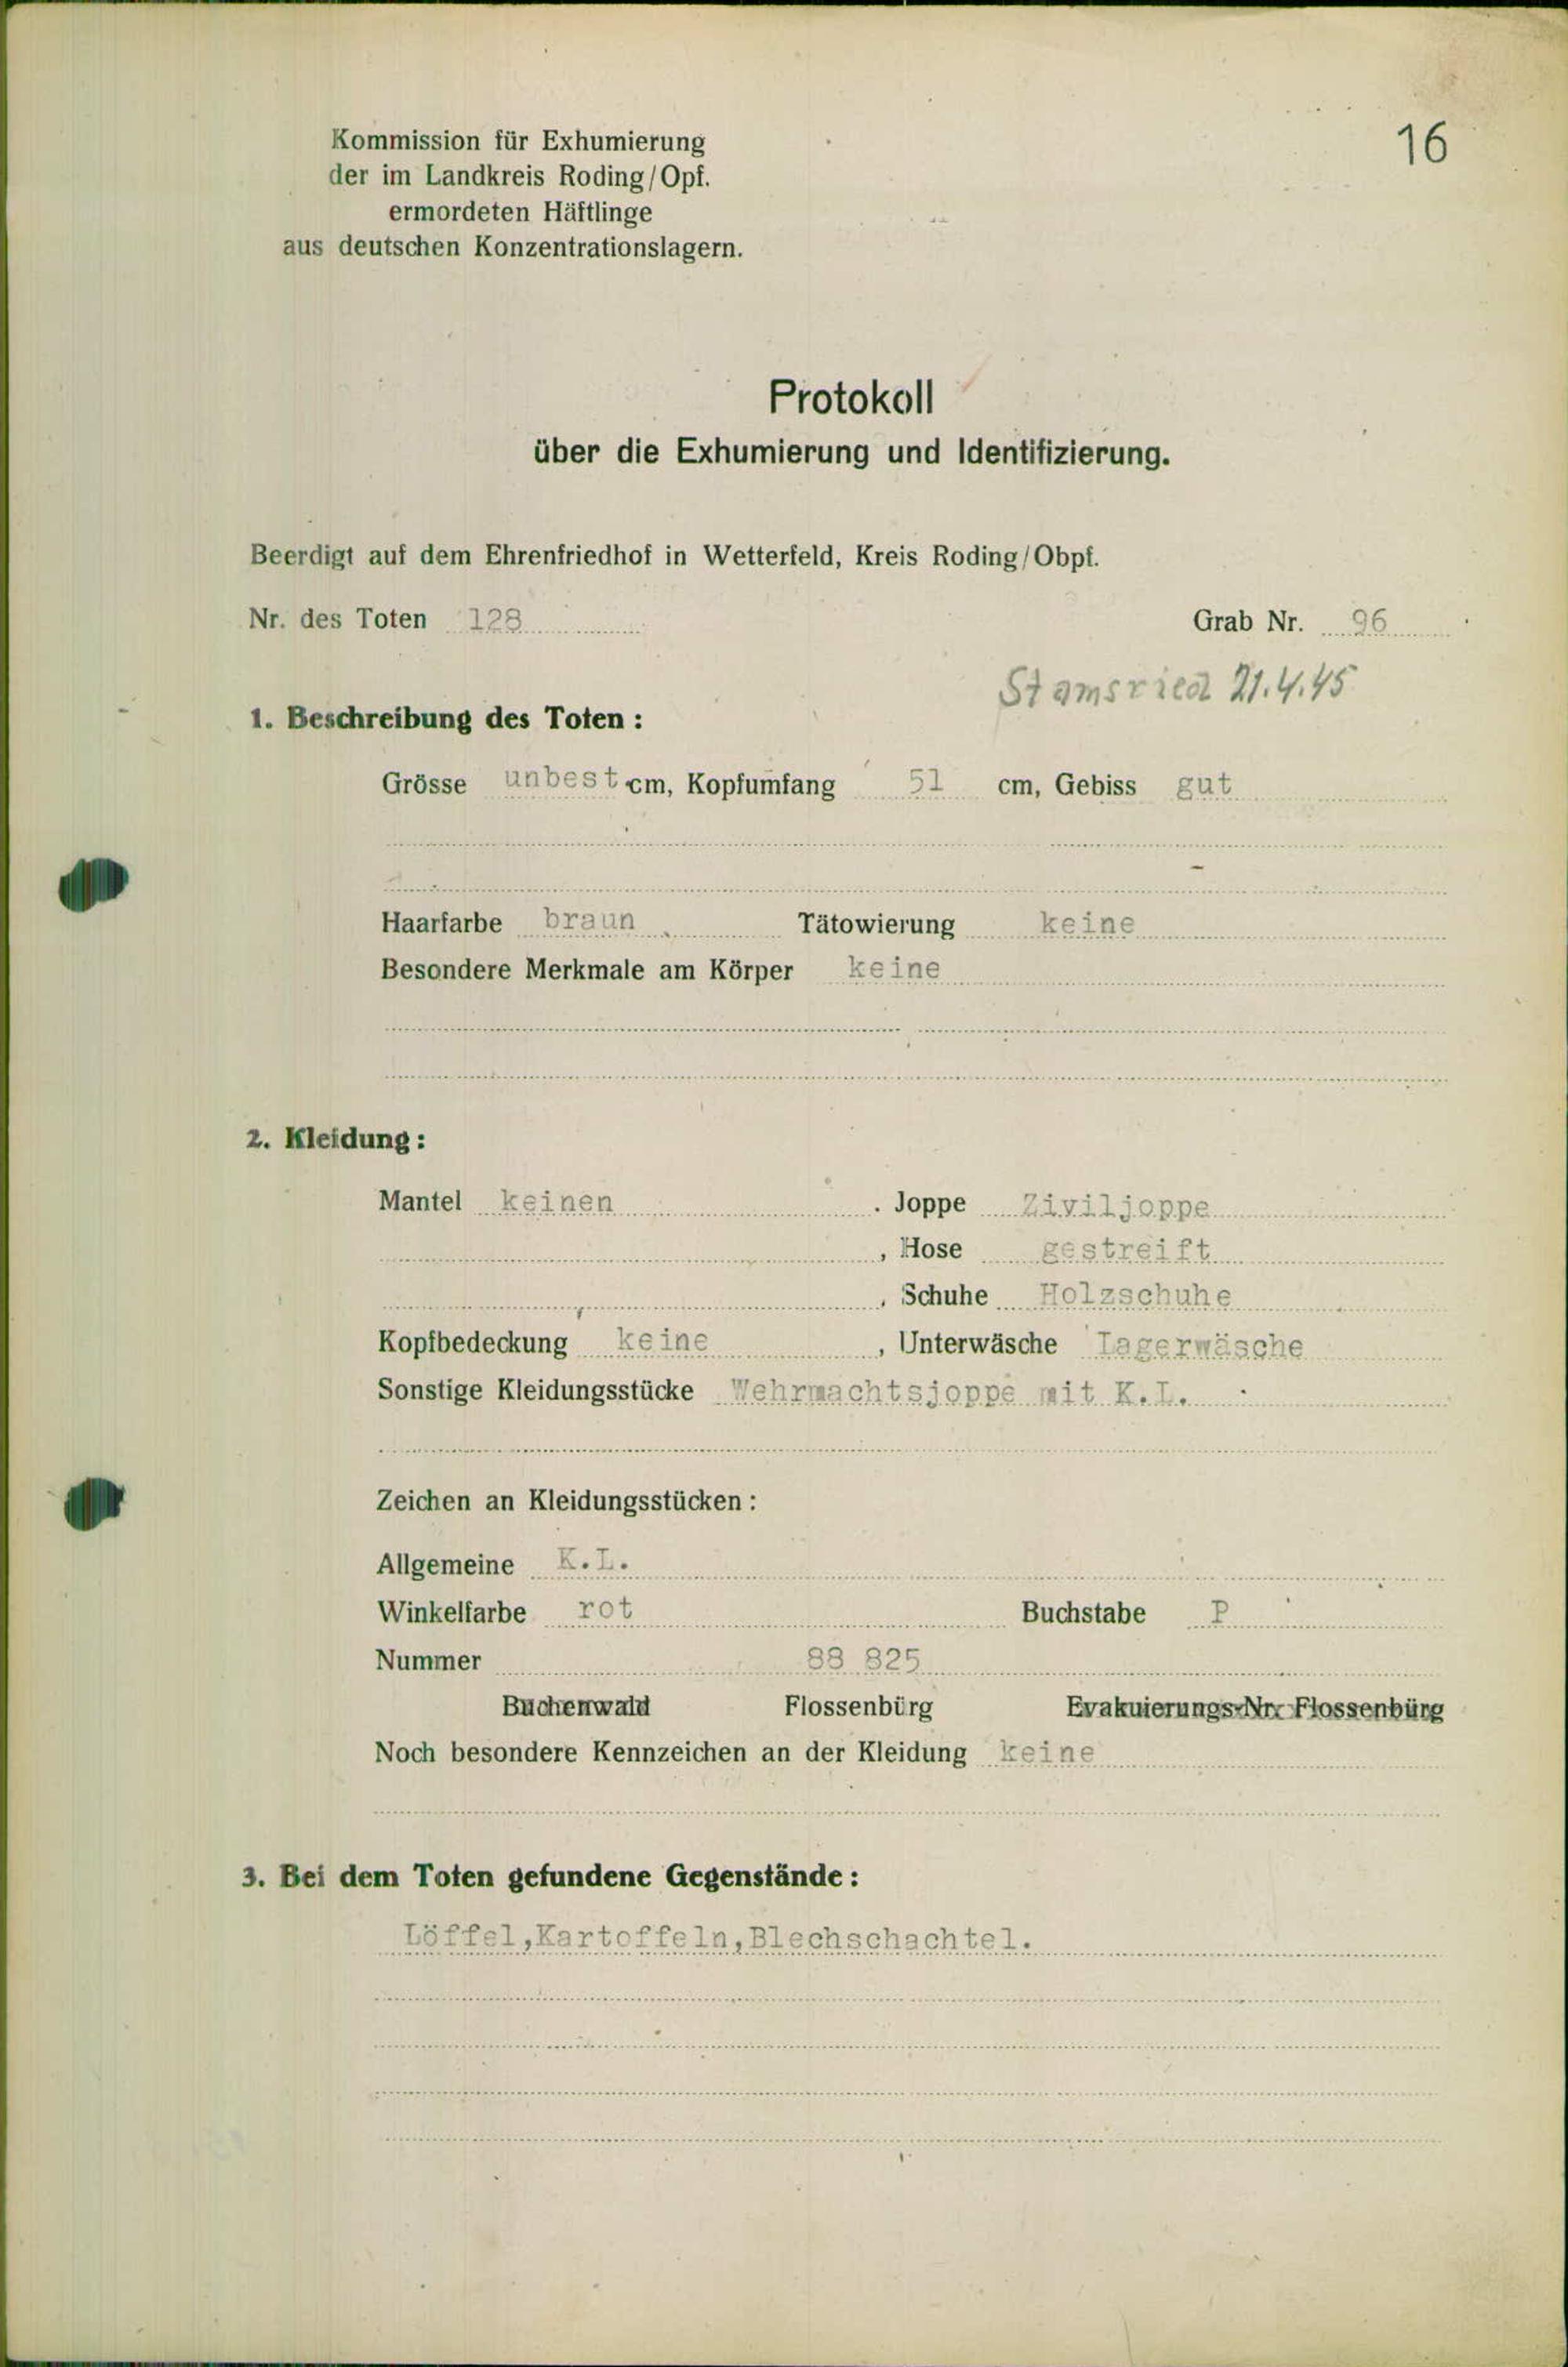 16
Kommission für Exhumierung
der im Landkreis Roding/Opf.
ermordeten Häftlinge
aus deutschen Konzentrationslagern.
Protokoll
über die Exhumierung und Identifizierung.
Beerdigt auf dem Ehrenfriedhof in Wetterfeld, Kreis Roding/Obpf.
Nr. des Toten 128 Grab Nr. 96
Stamsried 21.4.45
1. Beschreibung des Toten :
Grösse unbest cm, Kopfumfang 51 cm, Gebiss gut
Haarfarbe braun Tätowierung keine
Besondere Merkmale am Körper keine
2. Kleidung :
Mantel keinen . Joppe Ziviljoppe
, Hose gestreift
, Schuhe Holzschuhe
Kopfbedeckung keine , Unterwäsche Lagerwäsche
Sonstige Kleidungsstücke Wehrmachtsjoppe mit K.L.
Zeichen an Kleidungsstücken :
Allgemeine K.L.
Winkelfarbe rot Buchstabe P
Nummer 88 825
Buchenwald Flossenbürg Evakuierungs-Nr. Flossenbürg
Noch besondere Kennzeichen an der Kleidung keine
3. Bei dem Toten gefundene Gegenstände :
Löffel,Kartoffeln,Blechschachtel.